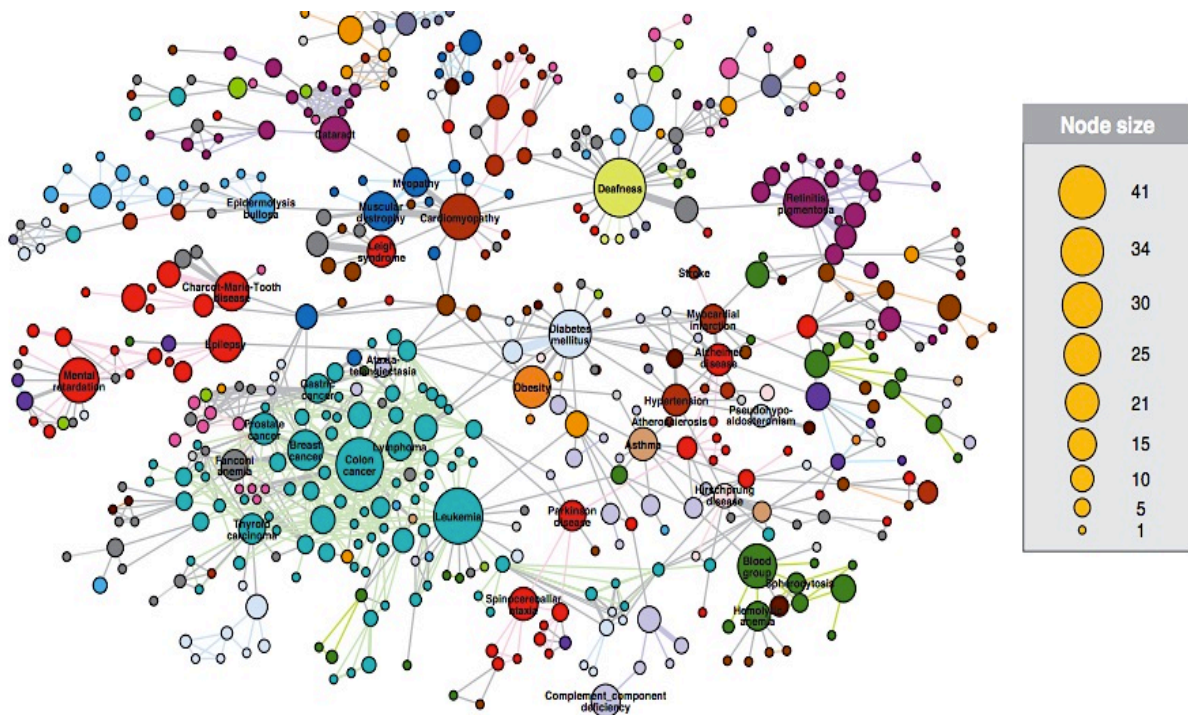 Node size
41
34
30
25
21
15
10
5
1
Cataract
Deafness
Myopathy
Muscular
dystrophy
Cardiomyopathy
Epidermolysis
bullosa
Retinitis
pigmentosa
Leigh
syndrome
Charcot-Marie-Tooth
disease
Stroke
Myocardial
infarction
Diabetes
mellitus
Epilepsy
Alzheimer
disease
Ataxia-
telangiectasia
Mental
retardation
Gastric
cancer
Obesity
Hypertension
Pseudohypo-
aldosteronism
Atherosclerosis
Prostate
cancer
Breast
cancer
Lymphoma
Asthma
Colon
cancer
Fanconi
anemia
Hirschprung
disease
Leukemia
Parkinson
disease
Thyroid
carcinoma
Blood
group
Spherocytosis
Spinocereballar
ataxia
Hemolytic
anemia
Complement_component
deficiency